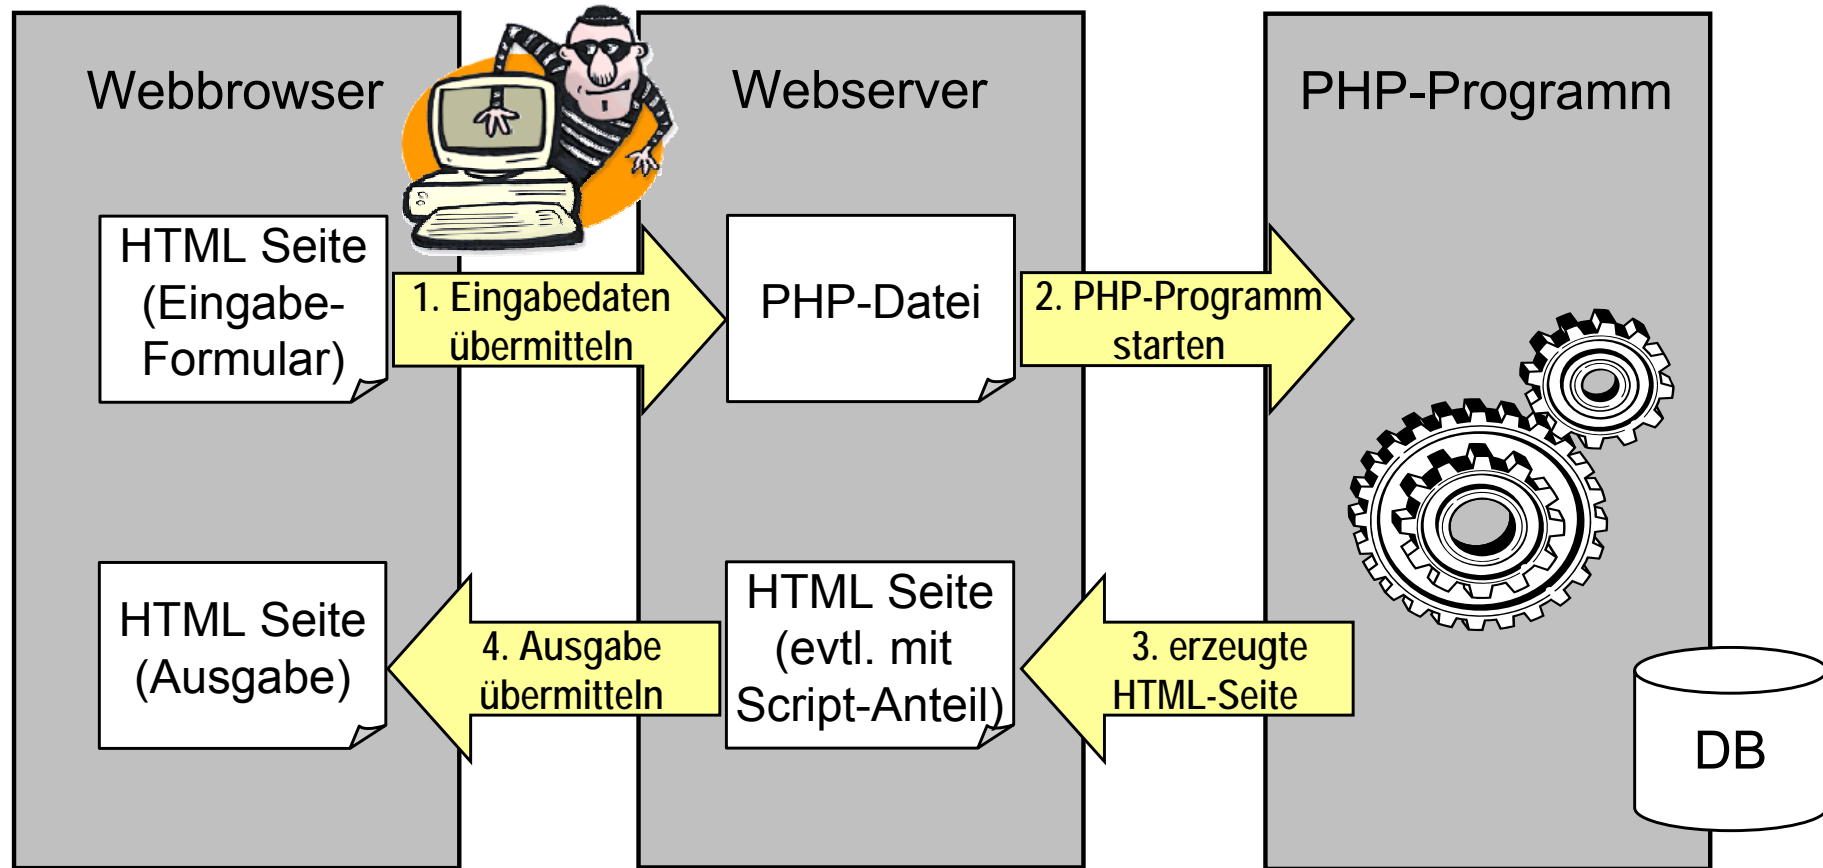 Webbrowser
Webserver
PHP-Programm
HTML Seite
(Eingabe-
Formular)
1. Eingabedaten
übermitteln
PHP-Datei
2. PHP-Programm
starten
HTML Seite
(Ausgabe)
4. Ausgabe
übermitteln
HTML Seite
(evtl. mit
Script-Anteil)
3. erzeugte
HTML-Seite
DB